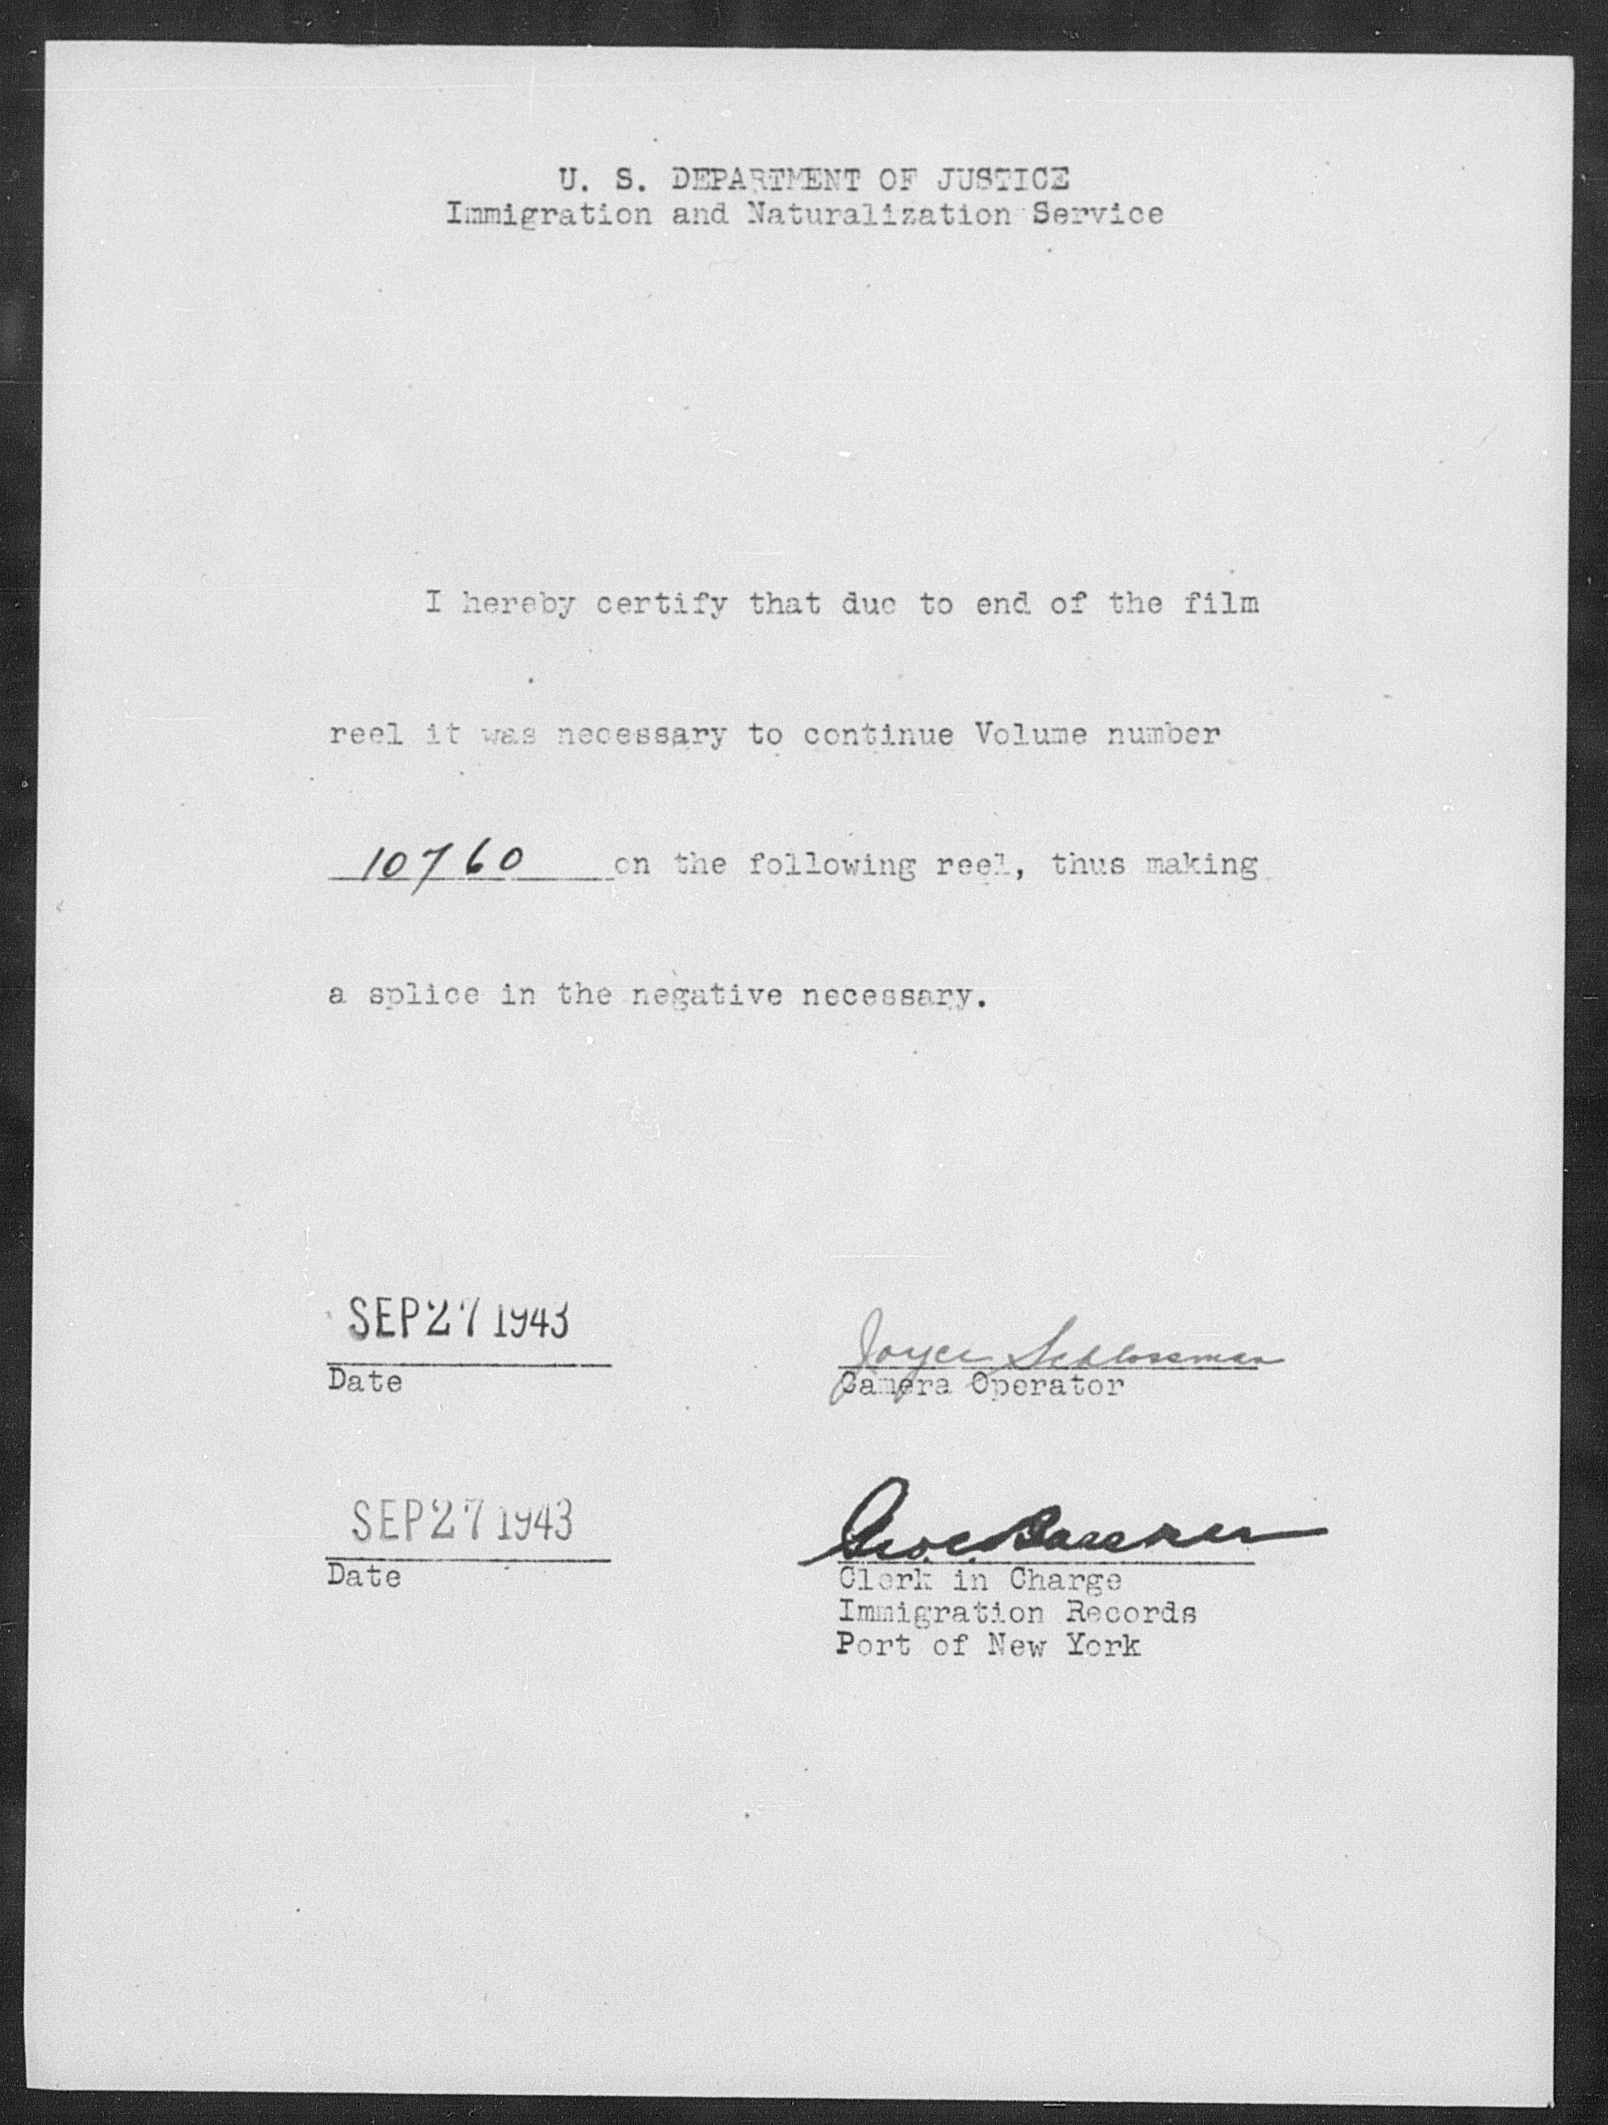 U. S. DEPARTMENT OF JUSTICE
Immigration and Naturalization Service
I hereby certify that due to end of the film
reel it was necessary to continue Volume number
10760 on the following reel, thus making
a splice in the negative necessary.
SEP 27 1943
Date
Joyce Schlossman
Camera Operator
SEP 27 1943
Date
Clerk in Charge
Immigration Records
Port of New York